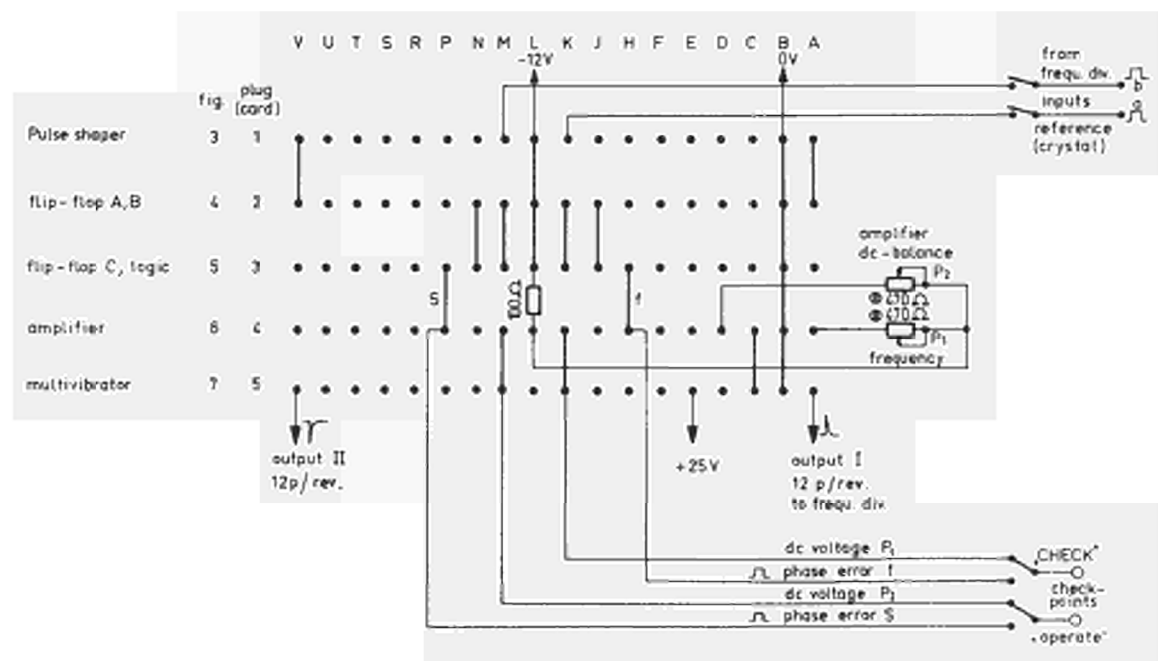 V U T S R P N M L K J H F E D C B A
-12V
0V
from
frequ. div.
b
inputs
a
reference
(crystal)
fig.
plug
(card)
Pulse shaper 3 1
flip-flop A,B 4 2
flip-flop C, logic 5 3
amplifier 6 4
multivibrator 7 5
amplifier
dc-balance
P2
470 Ω
470 Ω
P1
frequency
S
100 Ω
f
output II
12p/rev.
+25V
output I
12 p/rev.
to frequ. div.
dc voltage P1
phase error f
dc voltage P2
phase error S
„CHECK"
check-
points
„operate"